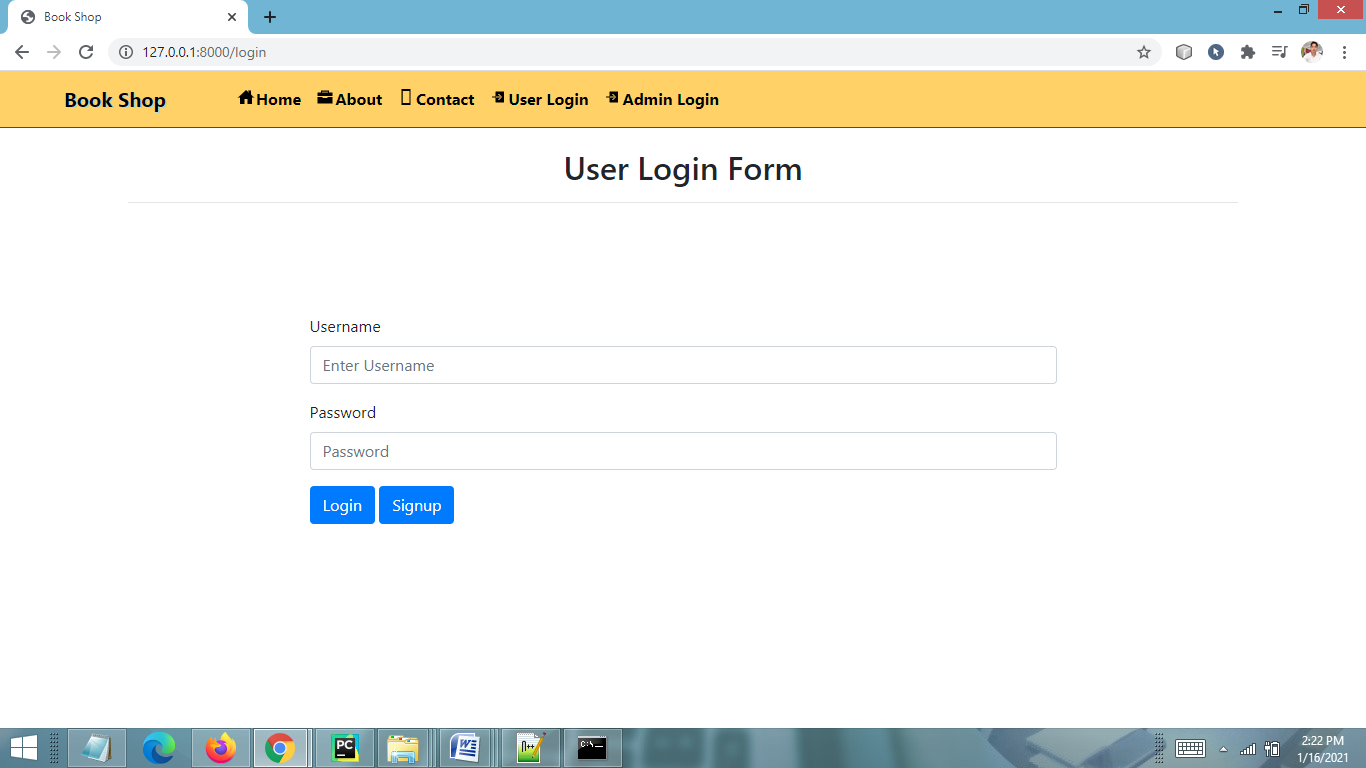 Book Shop
127.0.0.1:8000/login
Book Shop Home About Contact User Login Admin Login
User Login Form
Username
Enter Username
Password
Password
Login Signup
PC W n++ C:\_
2:22 PM
1/16/2021